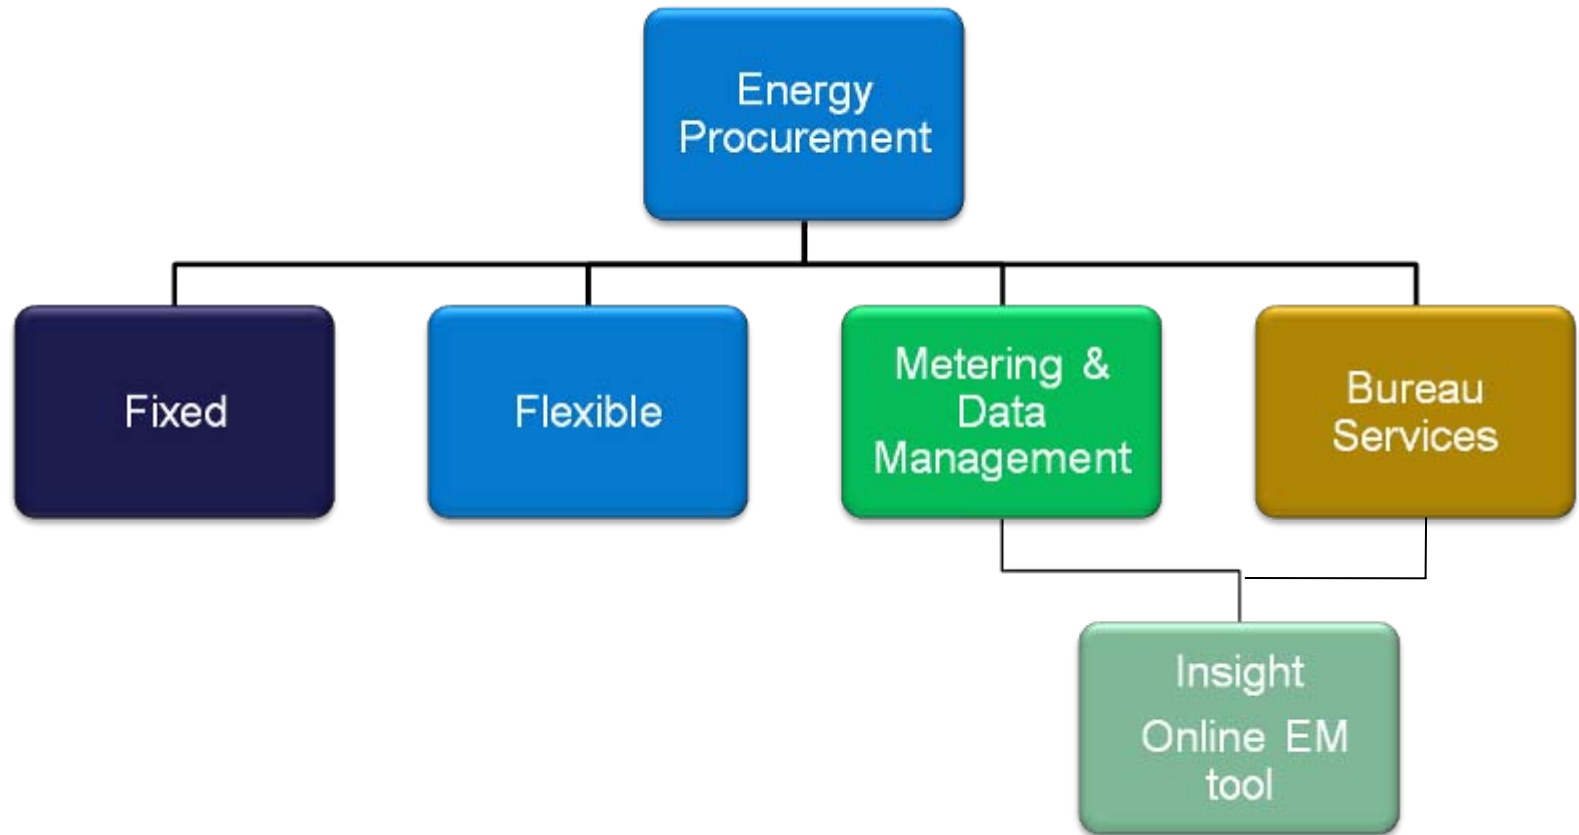 Energy
Procurement
Fixed
Flexible
Metering &
Data
Management
Bureau
Services
Insight
Online EM
tool